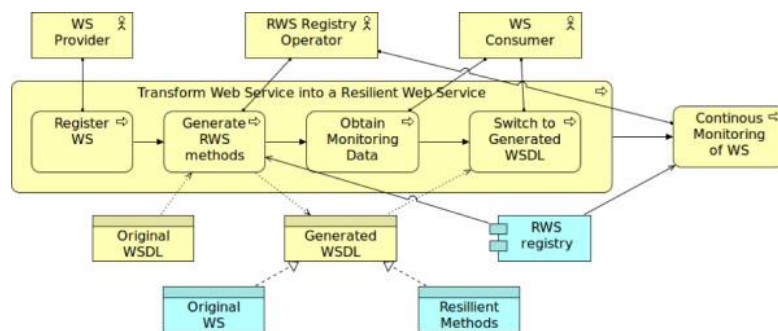 WS
Provider
RWS Registry
Operator
WS
Consumer
Transform Web Service into a Resilient Web Service
Register
WS
Generate
RWS
methods
Obtain
Monitoring
Data
Switch to
Generated
WSDL
Continous
Monitoring
of WS
Original
WSDL
Generated
WSDL
RWS
registry
Original
WS
Resillient
Methods